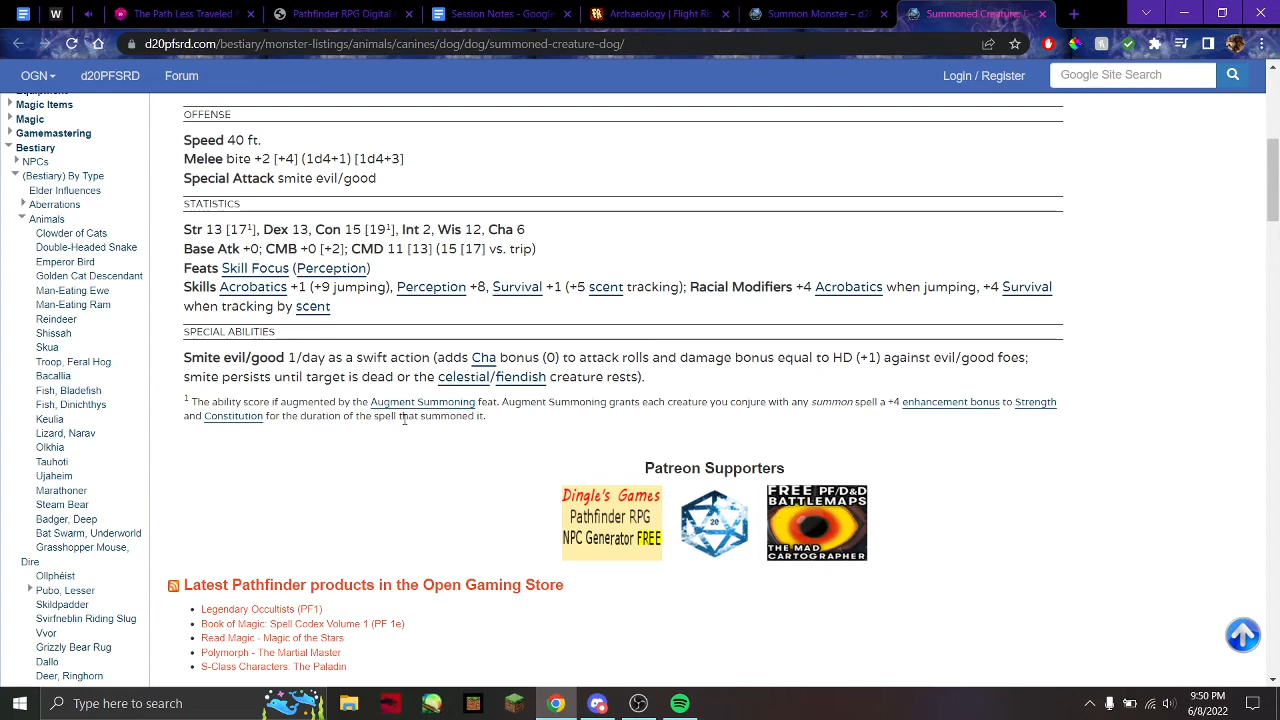 The Path Less Traveled
Pathfinder RPG Digital
Session Notes - Google
Archaeology | Flight Ri
Summon Monster – d2
Summoned Creature: D
d20pfsrd.com/bestiary/monster-listings/animals/canines/dog/dog/summoned-creature-dog/
OGN
d20PFSRD
Forum
Login / Register
Google Site Search
Equipment
Magic Items
Magic
Gamemastering
Bestiary
NPCs
(Bestiary) By Type
Elder Influences
Aberrations
Animals
Clowder of Cats
Double-Headed Snake
Emperor Bird
Golden Cat Descendant
Man-Eating Ewe
Man-Eating Ram
Reindeer
Shissah
Skua
Troop, Feral Hog
Bacallia
Fish, Bladefish
Fish, Dinichthys
Keulia
Lizard, Narav
Olkhia
Tauhoti
Ujaheim
Marathoner
Steam Bear
Badger, Deep
Bat Swarm, Underworld
Grasshopper Mouse,
Dire
Ollphéist
Pubo, Lesser
Skildpadder
Svirfneblin Riding Slug
Vvor
Grizzly Bear Rug
Dallo
Deer, Ringhorn
OFFENSE
Speed 40 ft.
Melee bite +2 [+4] (1d4+1) [1d4+3]
Special Attack smite evil/good
STATISTICS
Str 13 [17¹], Dex 13, Con 15 [19¹], Int 2, Wis 12, Cha 6
Base Atk +0; CMB +0 [+2]; CMD 11 [13] (15 [17] vs. trip)
Feats Skill Focus (Perception)
Skills Acrobatics +1 (+9 jumping), Perception +8, Survival +1 (+5 scent tracking); Racial Modifiers +4 Acrobatics when jumping, +4 Survival
when tracking by scent
SPECIAL ABILITIES
Smite evil/good 1/day as a swift action (adds Cha bonus (0) to attack rolls and damage bonus equal to HD (+1) against evil/good foes;
smite persists until target is dead or the celestial/fiendish creature rests).
¹ The ability score if augmented by the Augment Summoning feat. Augment Summoning grants each creature you conjure with any summon spell a +4 enhancement bonus to Strength
and Constitution for the duration of the spell that summoned it.
Patreon Supporters
Dingle's Games
Pathfinder RPG
NPC Generator FREE
20
FREE PF/D&D
BATTLEMAPS
THE MAD
CARTOGRAPHER
Latest Pathfinder products in the Open Gaming Store
Legendary Occultists (PF1)
Book of Magic: Spell Codex Volume 1 (PF 1e)
Read Magic - Magic of the Stars
Polymorph - The Martial Master
S-Class Characters: The Paladin
Type here to search
9:50 PM
6/8/2022